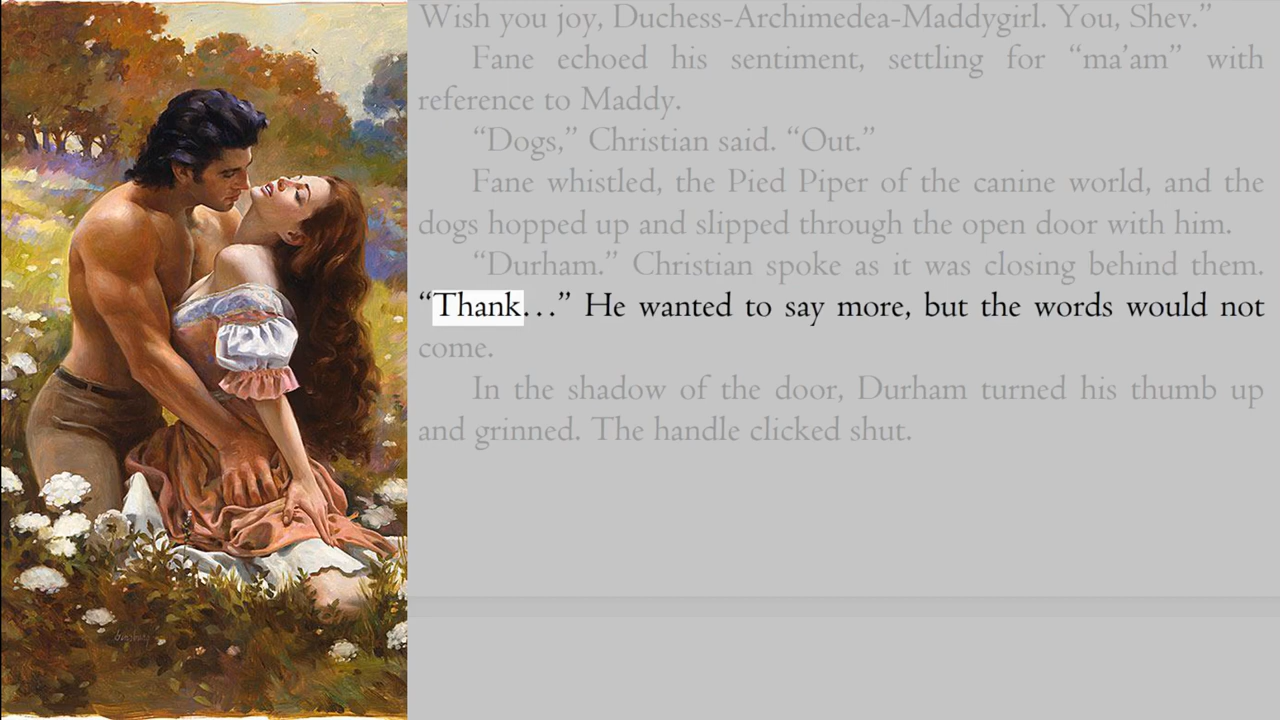 Wish you joy, Duchess-Archimedea-Maddygirl. You, Shev.”
Fane echoed his sentiment, settling for “ma’am” with
reference to Maddy.
“Dogs,” Christian said. “Out.”
Fane whistled, the Pied Piper of the canine world, and the
dogs hopped up and slipped through the open door with him.
“Durham.” Christian spoke as it was closing behind them.
“Thank…” He wanted to say more, but the words would not
come.
In the shadow of the door, Durham turned his thumb up
and grinned. The handle clicked shut.